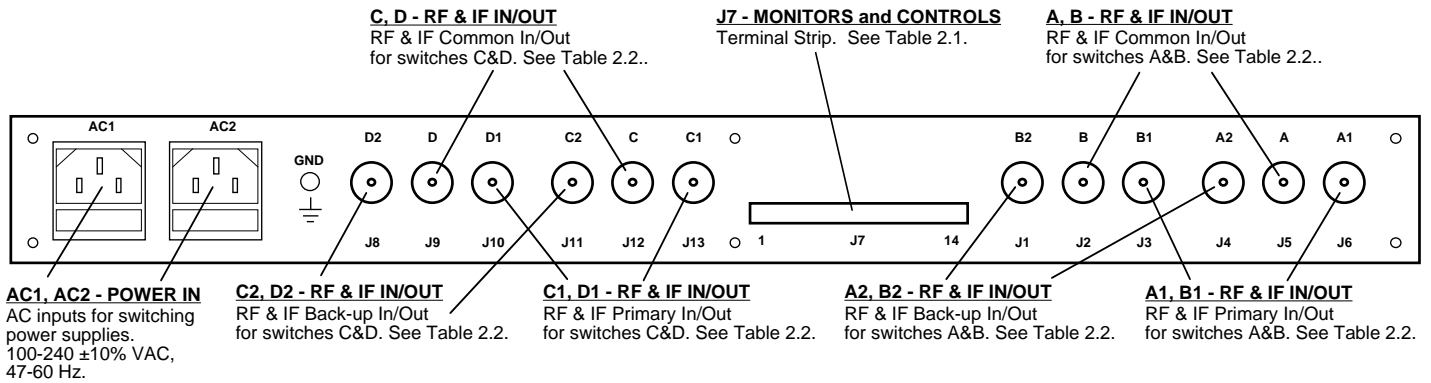 C, D - RF & IF IN/OUT
RF & IF Common In/Out
for switches C&D. See Table 2.2..
J7 - MONITORS and CONTROLS
Terminal Strip. See Table 2.1.
A, B - RF & IF IN/OUT
RF & IF Common In/Out
for switches A&B. See Table 2.2..
AC1 AC2 D2 D D1 C2 C C1 B2 B B1 A2 A A1
GND
J8 J9 J10 J11 J12 J13 1 J7 14 J1 J2 J3 J4 J5 J6
AC1, AC2 - POWER IN
AC inputs for switching
power supplies.
100-240 ±10% VAC,
47-60 Hz.
C2, D2 - RF & IF IN/OUT
RF & IF Back-up In/Out
for switches C&D. See Table 2.2.
C1, D1 - RF & IF IN/OUT
RF & IF Primary In/Out
for switches C&D. See Table 2.2.
A2, B2 - RF & IF IN/OUT
RF & IF Back-up In/Out
for switches A&B. See Table 2.2.
A1, B1 - RF & IF IN/OUT
RF & IF Primary In/Out
for switches A&B. See Table 2.2.